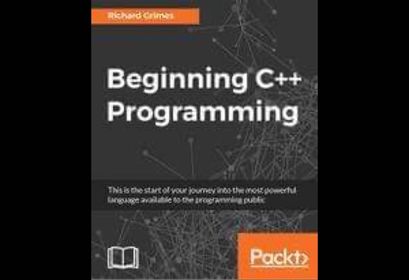 Richard Grimes
Beginning C++
Programming
This is the start of your journey into the most powerful
language available to the programming public
Packt>